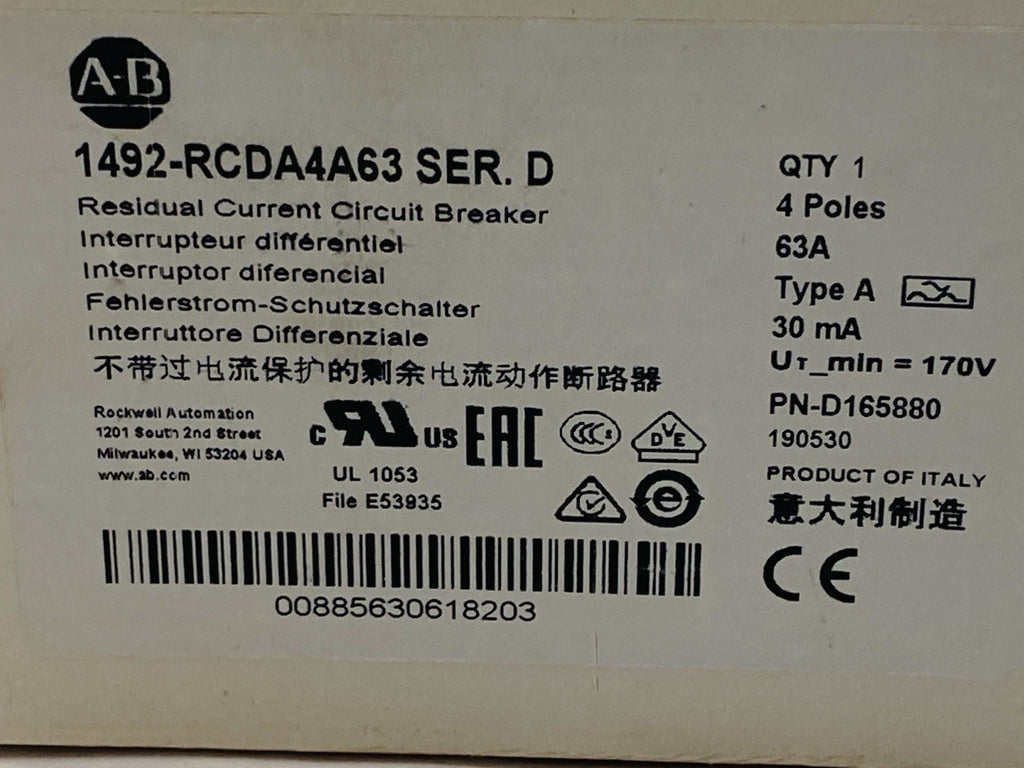 A-B
1492-RCDA4A63 SER. D
Residual Current Circuit Breaker
Interrupteur différentiel
Interruptor diferencial
Fehlerstrom-Schutzschalter
Interruttore Differenziale
不带过电流保护的剩余电流动作断路器
Rockwell Automation
1201 South 2nd Street
Milwaukee, WI 53204 USA
www.ab.com
c RU us
UL 1053
File E53935
EAC
CCC S
DVE
e
00885630618203
QTY 1
4 Poles
63A
Type A
30 mA
UT_min = 170V
PN-D165880
190530
PRODUCT OF ITALY
意大利制造
CE